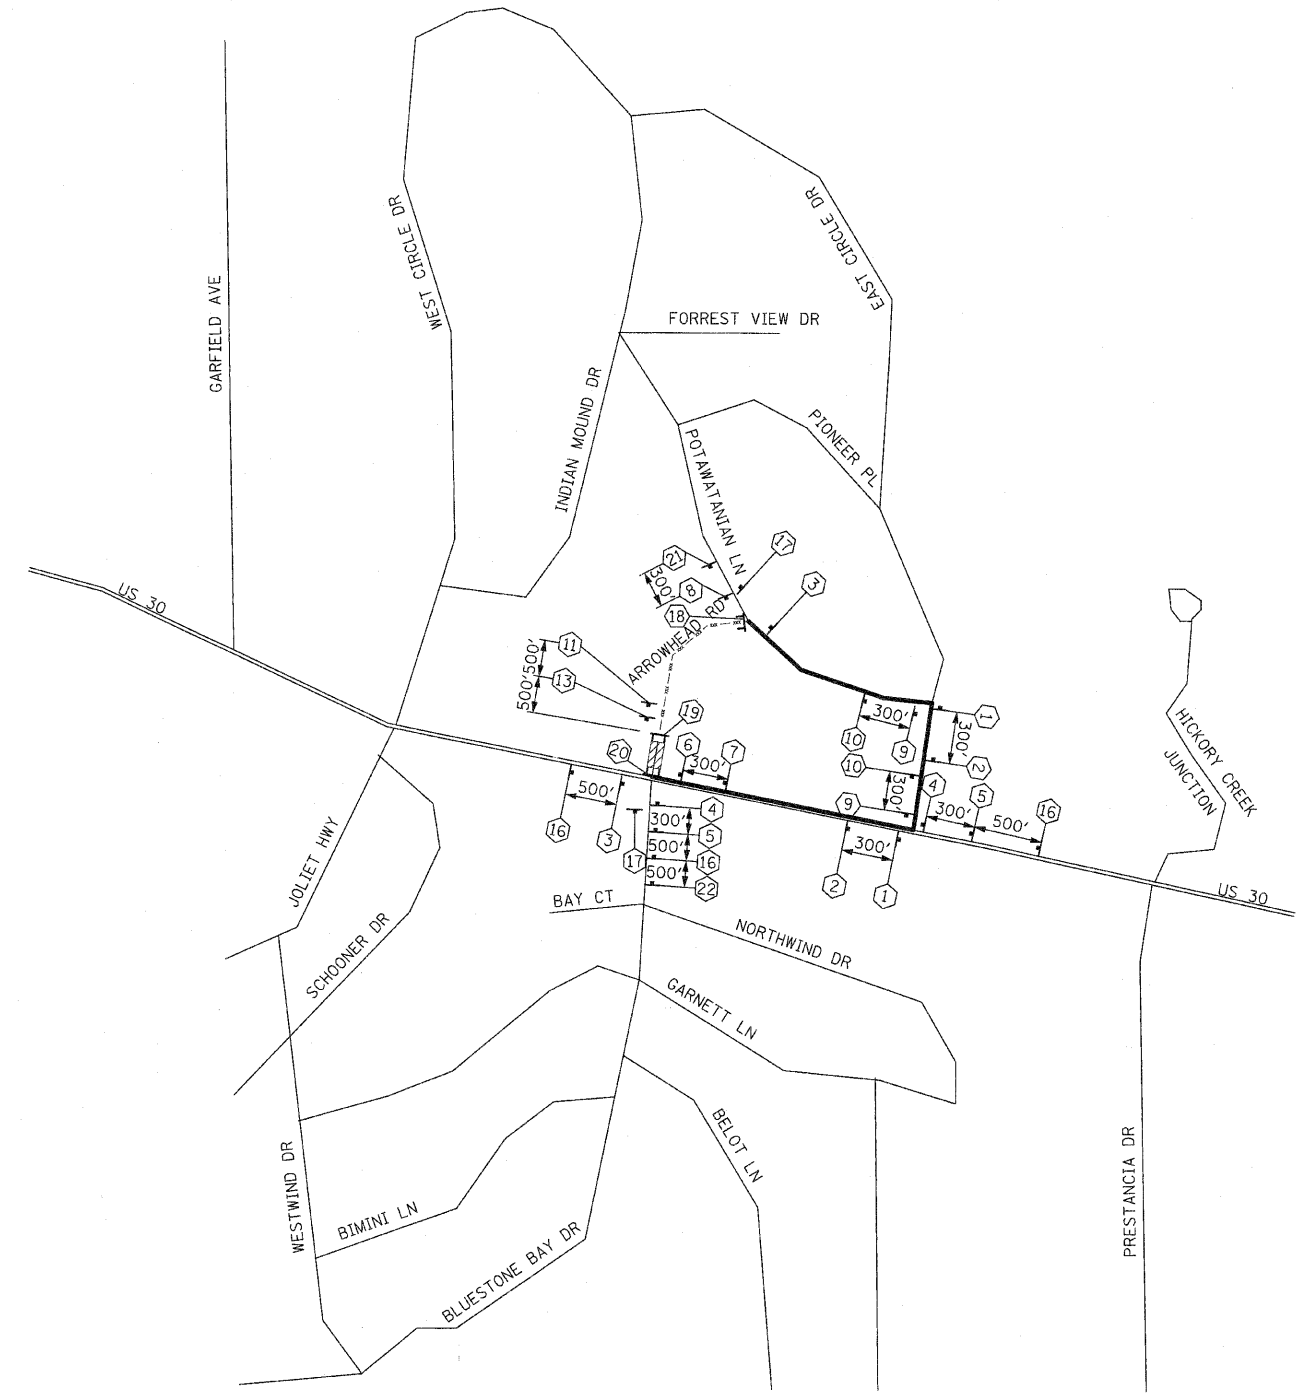 EAST CIRCLE DR
WEST CIRCLE DR
GARFIELD AVE
FORREST VIEW DR
INDIAN MOUND DR
PIONEER PL
POTAWATANIAN LN
17
21
3
300'
8
US 30
18
ARROWHEAD RD
11
500'
13
500'
19
1
300'
10
9
300'
2
HICKORY CREEK
JUNCTION
20
6
7
300'
10
300'
4
5
9
16
300'
500'
500'
16
3
4
300'
5
500'
17
16
500'
22
300'
2
1
JOLIET HWY
BAY CT
US 30
SCHOONER DR
NORTHWIND DR
GARNETT LN
WESTWIND DR
BELOT LN
PRESTANCIA DR
BIMINI LN
BLUESTONE BAY DR